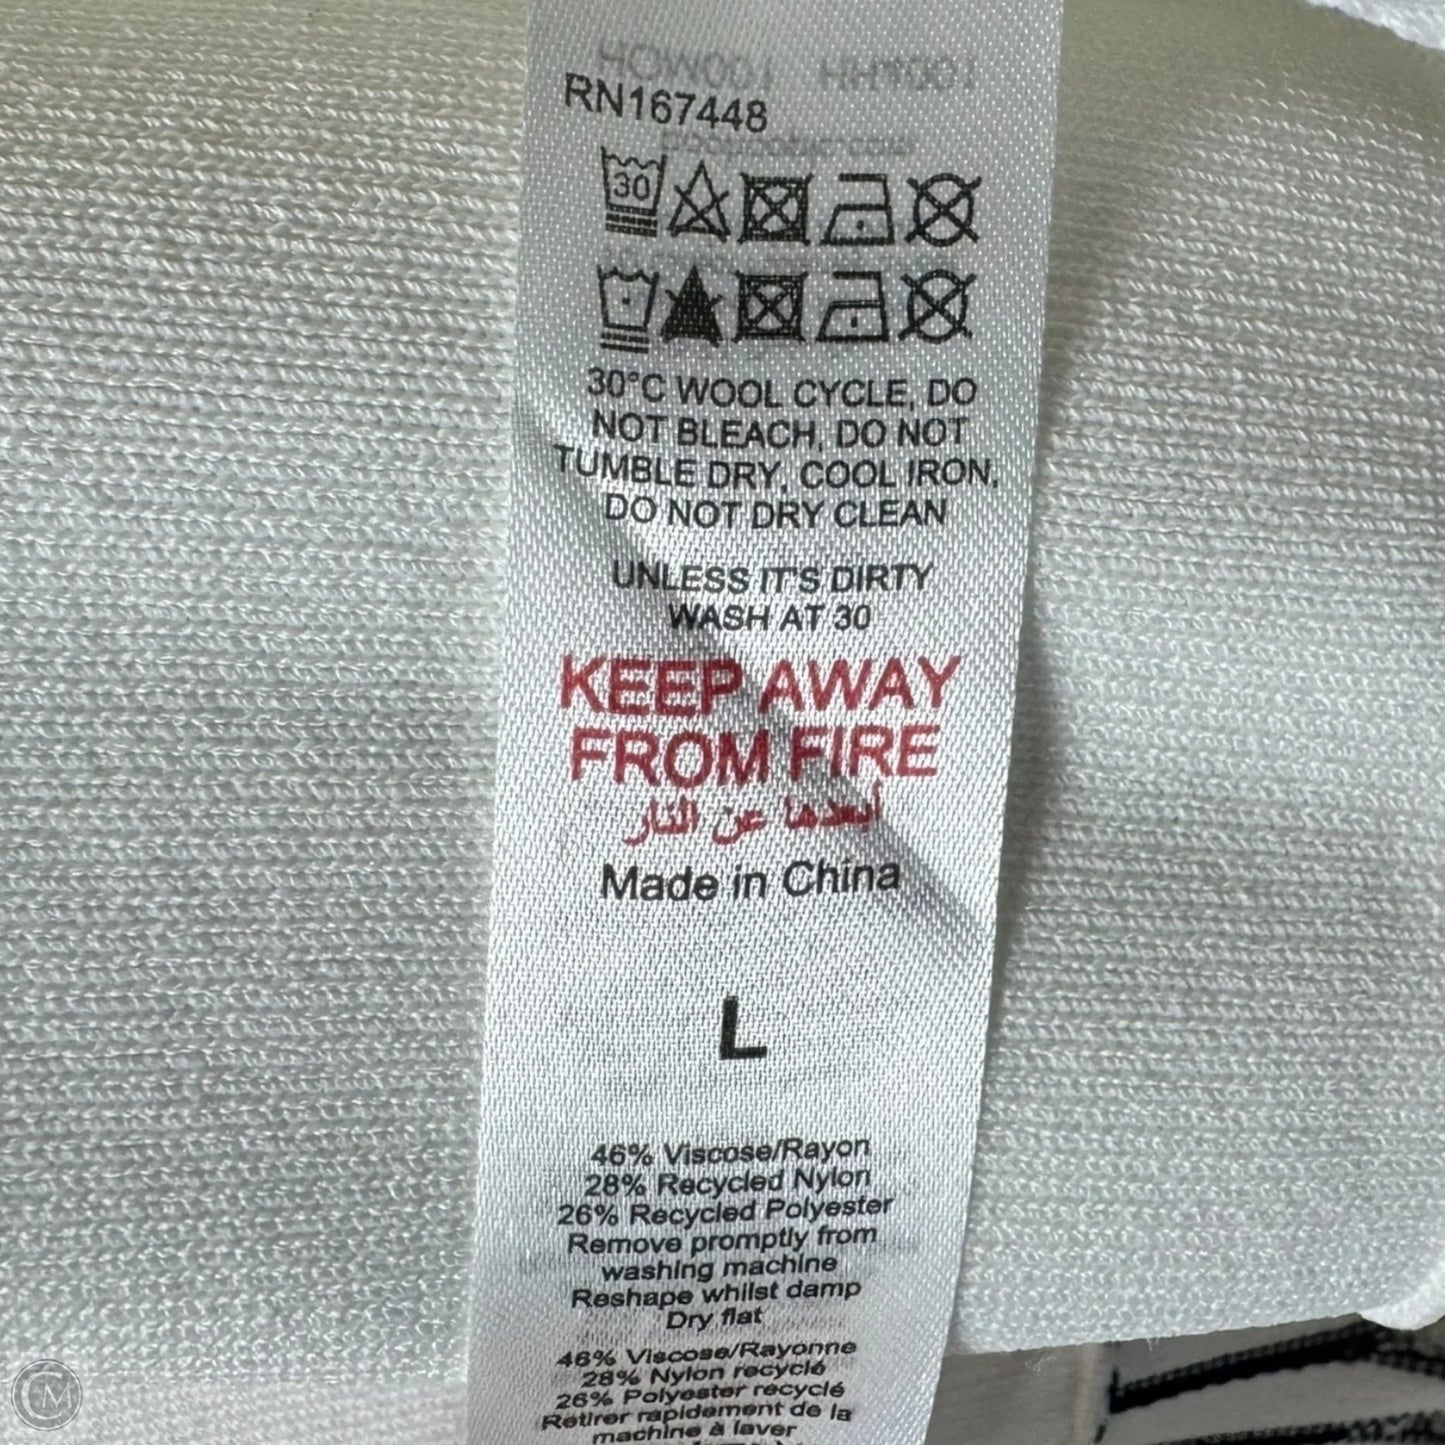 RN167448
30
30°C WOOL CYCLE, DO
NOT BLEACH, DO NOT
TUMBLE DRY, COOL IRON,
DO NOT DRY CLEAN
UNLESS IT'S DIRTY
WASH AT 30
KEEP AWAY
FROM FIRE
أبعدها عن النار
Made in China
L
46% Viscose/Rayon
28% Recycled Nylon
26% Recycled Polyester
Remove promptly from
washing machine
Reshape whilst damp
Dry flat
46% Viscose/Rayonne
28% Nylon recyclé
26% Polyester recyclé
Retirer rapidement de la
machine à laver
CM